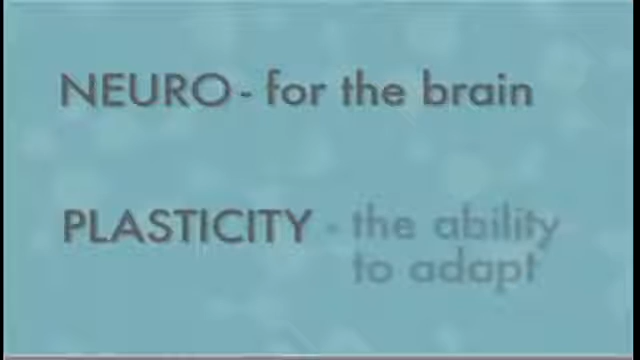 NEURO - for the brain
PLASTICITY - the ability
to adapt